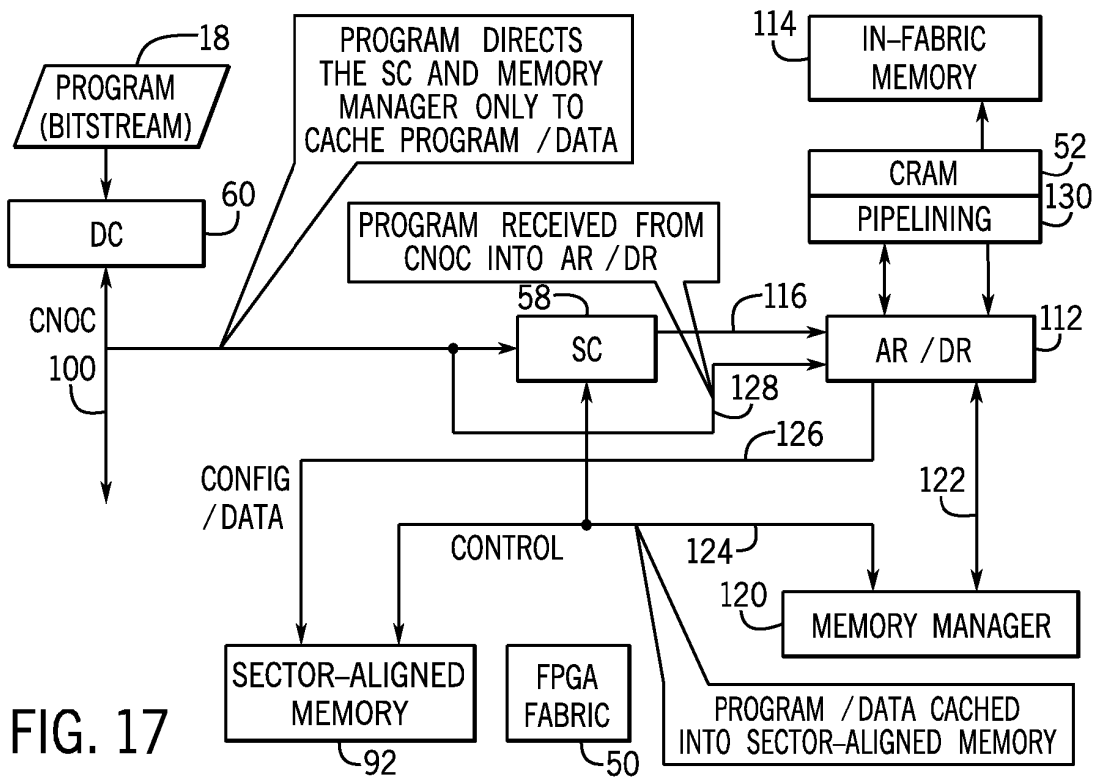 18
PROGRAM
(BITSTREAM)
PROGRAM DIRECTS
THE SC AND MEMORY
MANAGER ONLY TO
CACHE PROGRAM /DATA
114
IN–FABRIC
MEMORY
CRAM
52
PIPELINING
130
60
DC
PROGRAM RECEIVED FROM
CNOC INTO AR /DR
CNOC
100
58
SC
116
AR /DR
112
128
126
CONFIG
/DATA
122
CONTROL
124
120
MEMORY MANAGER
SECTOR–ALIGNED
MEMORY
92
FPGA
FABRIC
50
PROGRAM /DATA CACHED
INTO SECTOR–ALIGNED MEMORY
FIG. 17